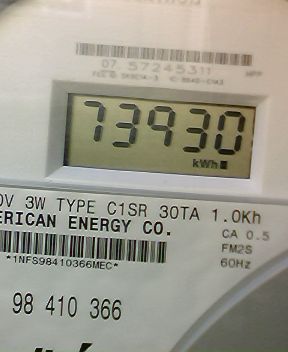 07 57245311
73930
kWh
0V 3W TYPE C1SR 30TA 1.0Kh
ERICAN ENERGY CO.
CA 0.5
FM2S
60Hz
*1NFS98410366MEC*
98 410 366